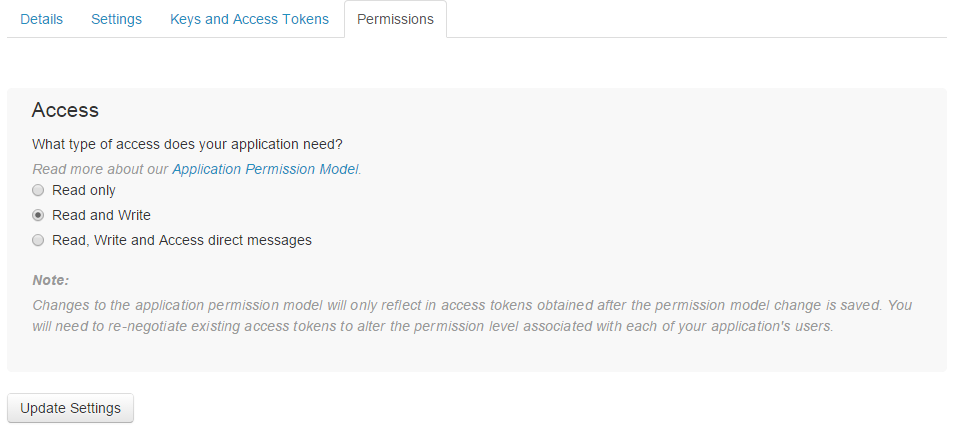 Details Settings Keys and Access Tokens Permissions
Access
What type of access does your application need?
Read more about our Application Permission Model.
Read only
Read and Write
Read, Write and Access direct messages
Note:
Changes to the application permission model will only reflect in access tokens obtained after the permission model change is saved. You
will need to re-negotiate existing access tokens to alter the permission level associated with each of your application's users.
Update Settings